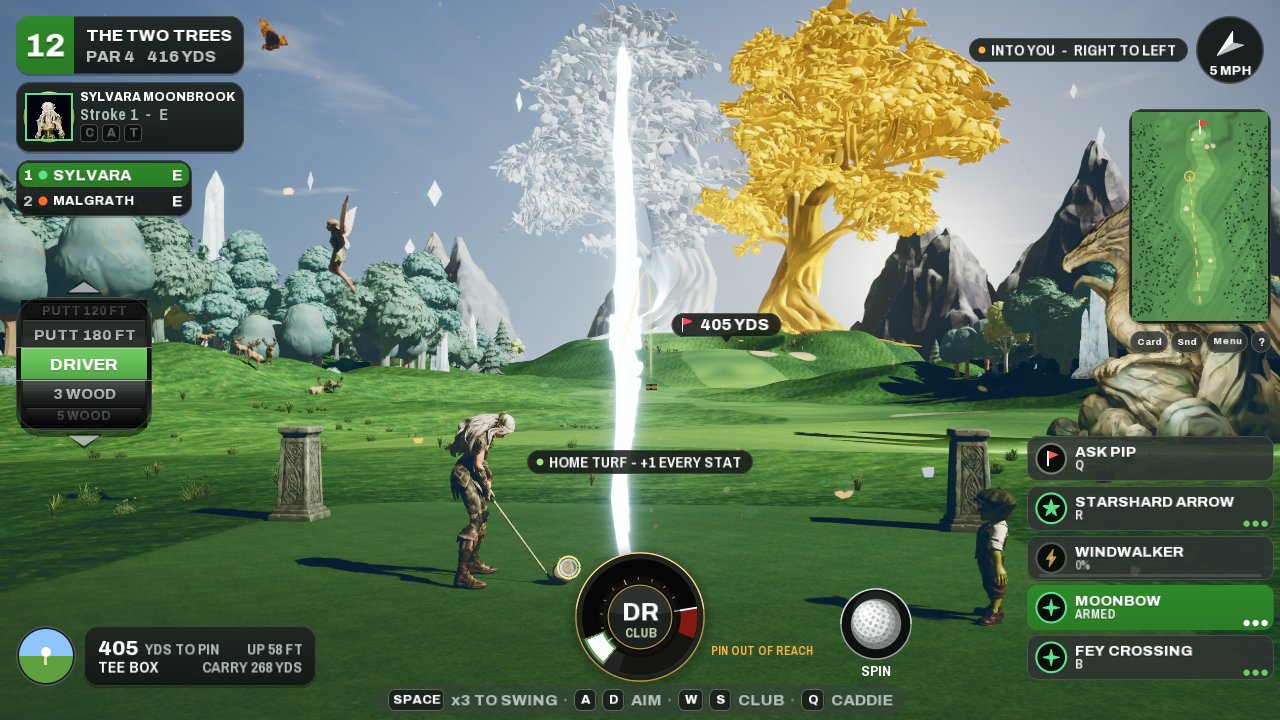 12
THE TWO TREES
PAR 4 416 YDS
SYLVARA MOONBROOK
Stroke 1 - E
C A T
1 SYLVARA E
2 MALGRATH E
INTO YOU - RIGHT TO LEFT
5 MPH
Card Snd Menu ?
PUTT 120 FT
PUTT 180 FT
DRIVER
3 WOOD
5 WOOD
405 YDS
HOME TURF - +1 EVERY STAT
ASK PIP
Q
STARSHARD ARROW
R
WINDWALKER
0%
MOONBOW
ARMED
FEY CROSSING
B
DR
CLUB
PIN OUT OF REACH
SPIN
405 YDS TO PIN UP 58 FT
TEE BOX CARRY 268 YDS
SPACE x3 TO SWING · A D AIM · W S CLUB · Q CADDIE